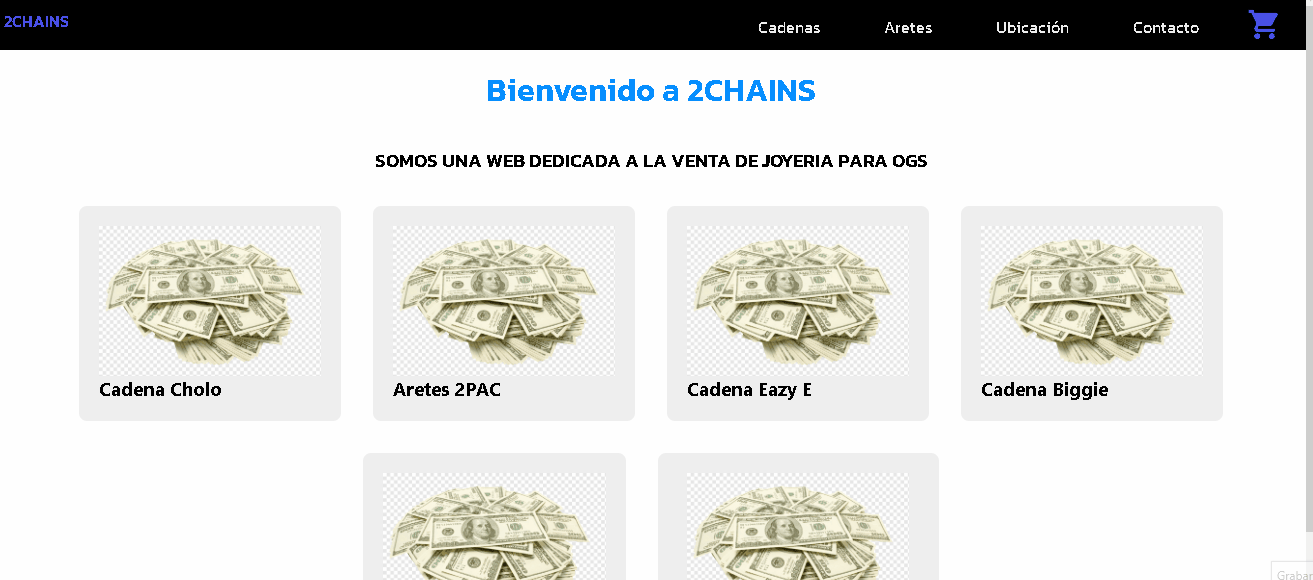 2CHAINS
Cadenas Aretes Ubicación Contacto
Bienvenido a 2CHAINS
SOMOS UNA WEB DEDICADA A LA VENTA DE JOYERIA PARA OGS
Cadena Cholo Aretes 2PAC Cadena Eazy E Cadena Biggie
Grabar